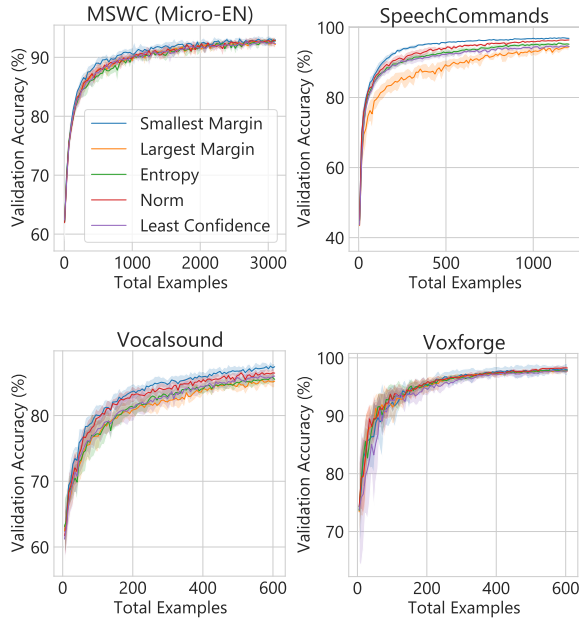 MSWC (Micro-EN)
Validation Accuracy (%)
90
80
70
60
Smallest Margin
Largest Margin
Entropy
Norm
Least Confidence
0 1000 2000 3000
Total Examples
SpeechCommands
Validation Accuracy (%)
100
80
60
40
0 500 1000
Total Examples
Vocalsound
Validation Accuracy (%)
80
70
60
0 200 400 600
Total Examples
Voxforge
Validation Accuracy (%)
100
90
80
70
0 200 400 600
Total Examples